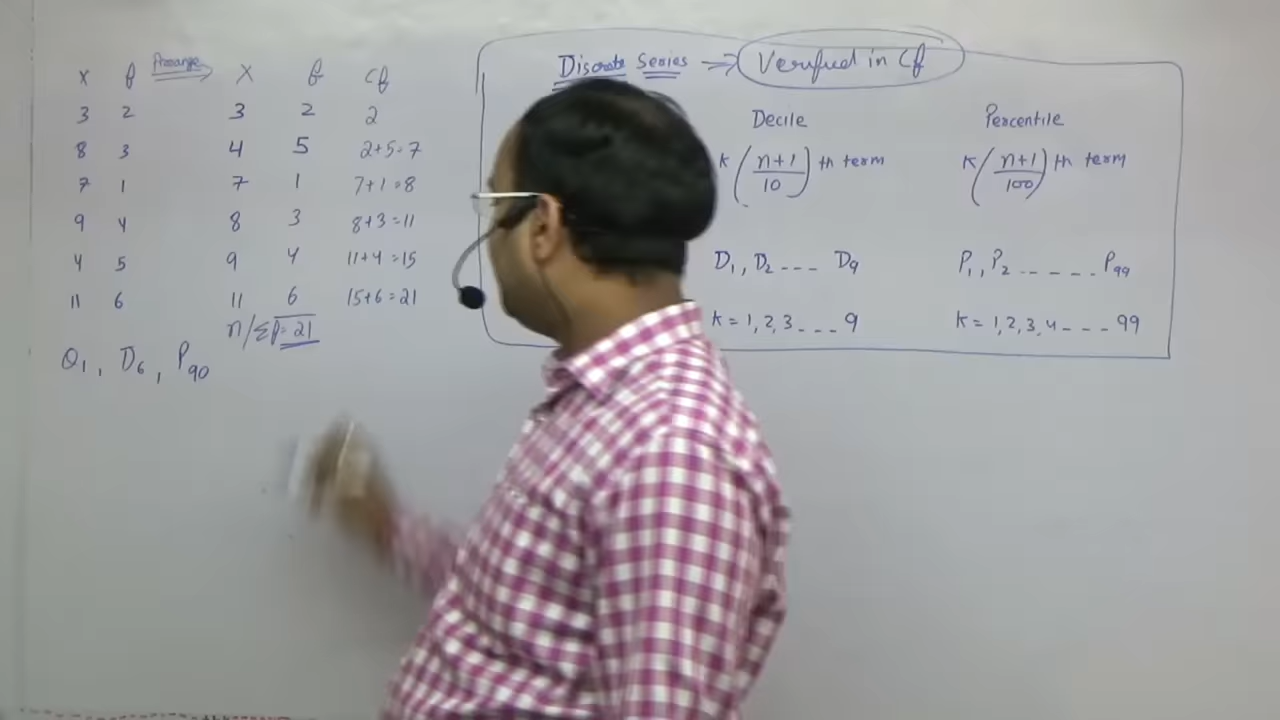 X f Arrange X f Cf
3 2 3 2 2
8 3 4 5 2+5=7
7 1 7 1 7+1=8
9 4 8 3 8+3=11
4 5 9 4 11+4=15
11 6 11 6 15+6=21
n/Σf=21
Q1, D6, P90
Discrete Series ⇒ Verified in Cf
Decile Percentile
K (n+1/10) th term K (n+1/100) th term
D1, D2 --- D9 P1, P2 ----- P99
K = 1, 2, 3 --- 9 K = 1, 2, 3, 4 --- 99